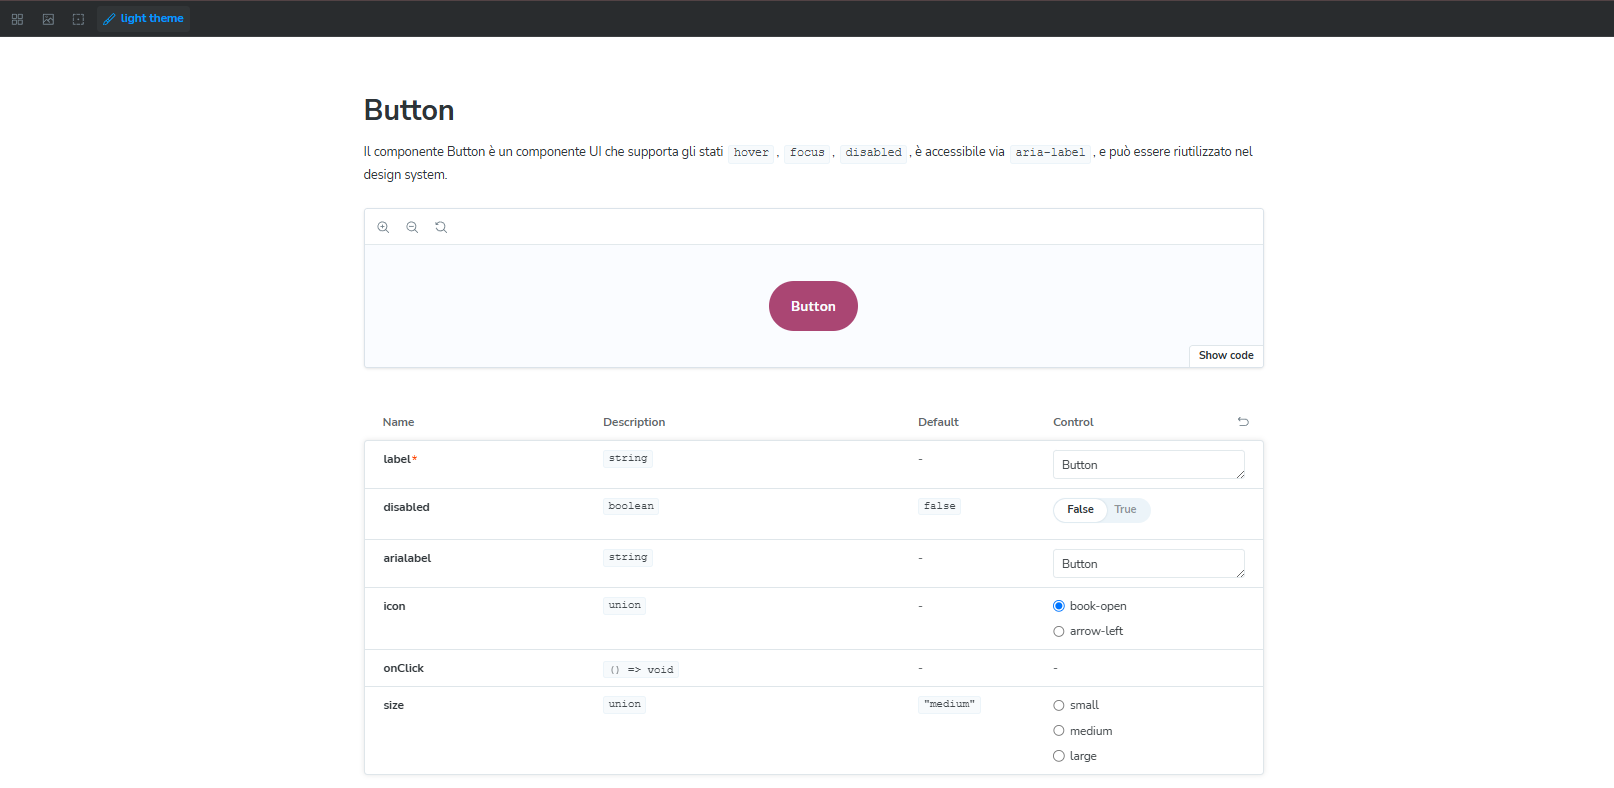 light theme
Button
Il componente Button è un componente UI che supporta gli stati hover, focus, disabled, è accessibile via aria-label, e può essere riutilizzato nel
design system.
Button
Show code
Name Description Default Control
label* string - Button
disabled boolean false False True
arialabel string - Button
icon union - book-open
arrow-left
onClick () => void - -
size union "medium" small
medium
large